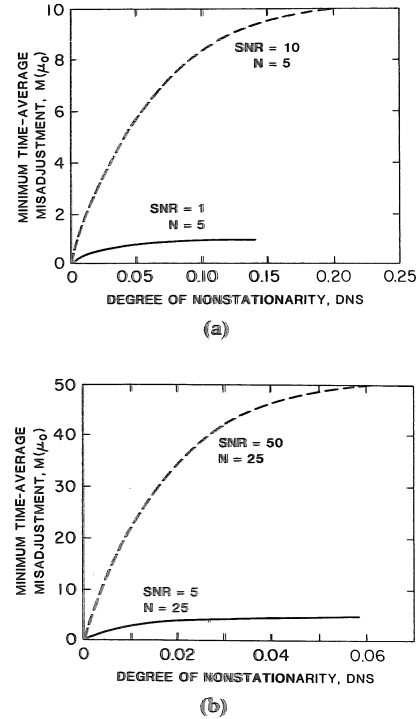 MINIMUM TIME-AVERAGE
MISADJUSTMENT, M(μ₀)
10
8
6
4
2
0
SNR = 10
N = 5
SNR = 1
N = 5
0 0.05 0.10 0.15 0.20 0.25
DEGREE OF NONSTATIONARITY, DNS
(a)
MINIMUM TIME-AVERAGE
MISADJUSTMENT, M(μ₀)
50
40
30
20
10
0
SNR = 50
N = 25
SNR = 5
N = 25
0 0.02 0.04 0.06
DEGREE OF NONSTATIONARITY, DNS
(b)